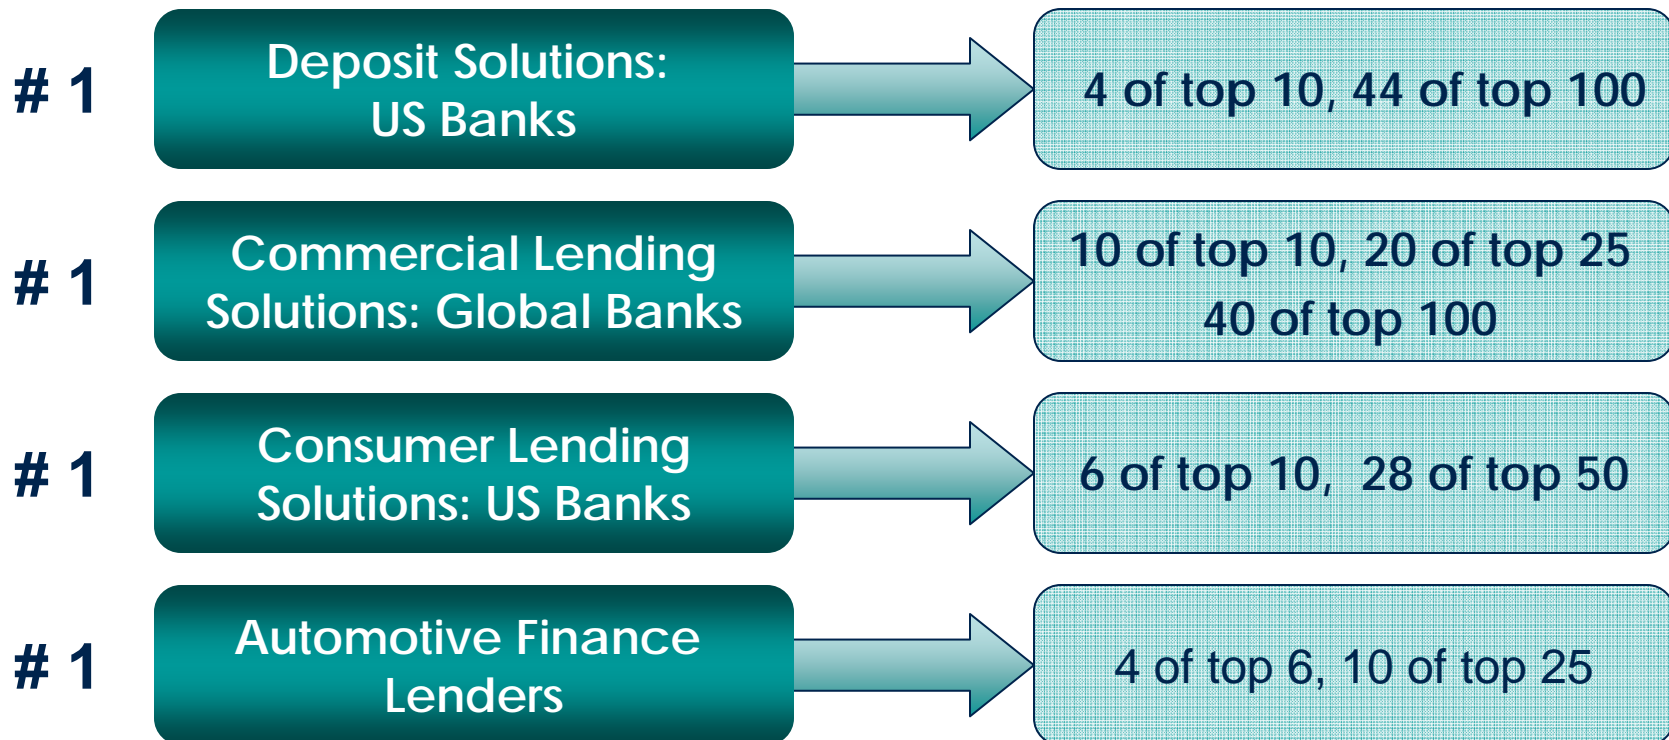 # 1
Deposit Solutions:
US Banks
4 of top 10, 44 of top 100
# 1
Commercial Lending
Solutions: Global Banks
10 of top 10, 20 of top 25
40 of top 100
# 1
Consumer Lending
Solutions: US Banks
6 of top 10, 28 of top 50
# 1
Automotive Finance
Lenders
4 of top 6, 10 of top 25